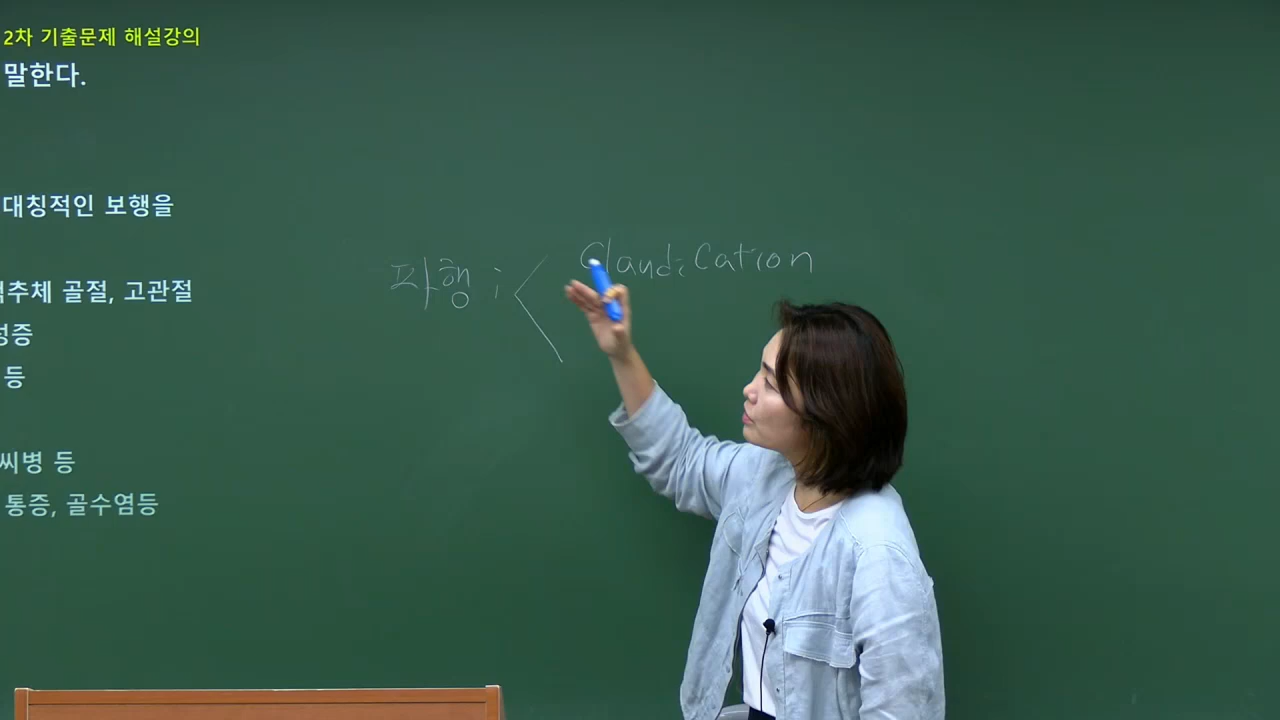 2차 기출문제 해설강의
말한다.
대칭적인 보행을
파행 : < Claudication
척추체 골절, 고관절
성증
등
씨병 등
통증, 골수염등